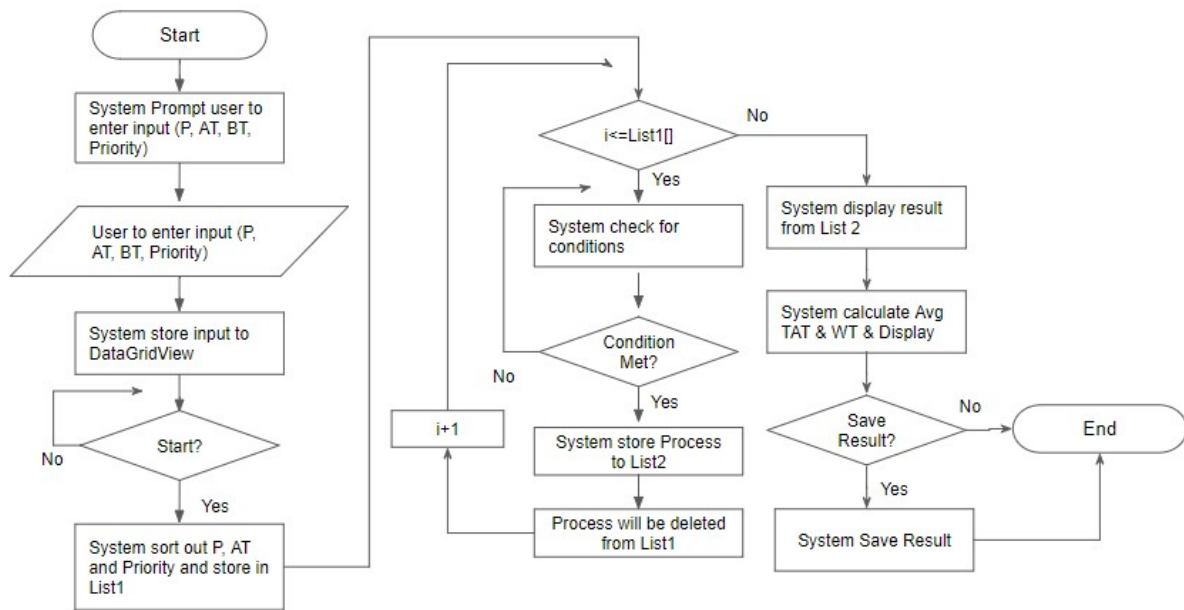 Start
System Prompt user to
enter input (P, AT, BT,
Priority)
User to enter input (P,
AT, BT, Priority)
System store input to
DataGridView
Start?
No
Yes
System sort out P, AT
and Priority and store in
List1
i<=List1[]
No
Yes
System check for
conditions
Condition
Met?
No
Yes
System store Process
to List2
Process will be deleted
from List1
i+1
System display result
from List 2
System calculate Avg
TAT & WT & Display
Save
Result?
No
Yes
System Save Result
End